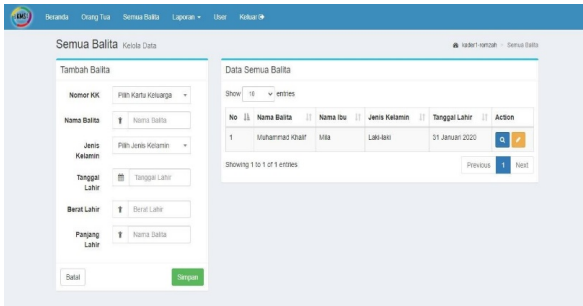 KMS
Beranda Orang Tua Semua Balita Laporan User Keluar
Semua Balita Kelola Data
kader1-romzah - Semua Balita
Tambah Balita
Nomor KK Pilih Kartu Keluarga
Nama Balita Nama Balita
Jenis Kelamin Pilih Jenis Kelamin
Tanggal Lahir Tanggal Lahir
Berat Lahir Berat Lahir
Panjang Lahir Nama Balita
Batal Simpan
Data Semua Balita
Show 10 entries
No Nama Balita Nama Ibu Jenis Kelamin Tanggal Lahir Action
1 Muhammad Khalif Mila Laki-laki 31 Januari 2020
Showing 1 to 1 of 1 entries
Previous 1 Next